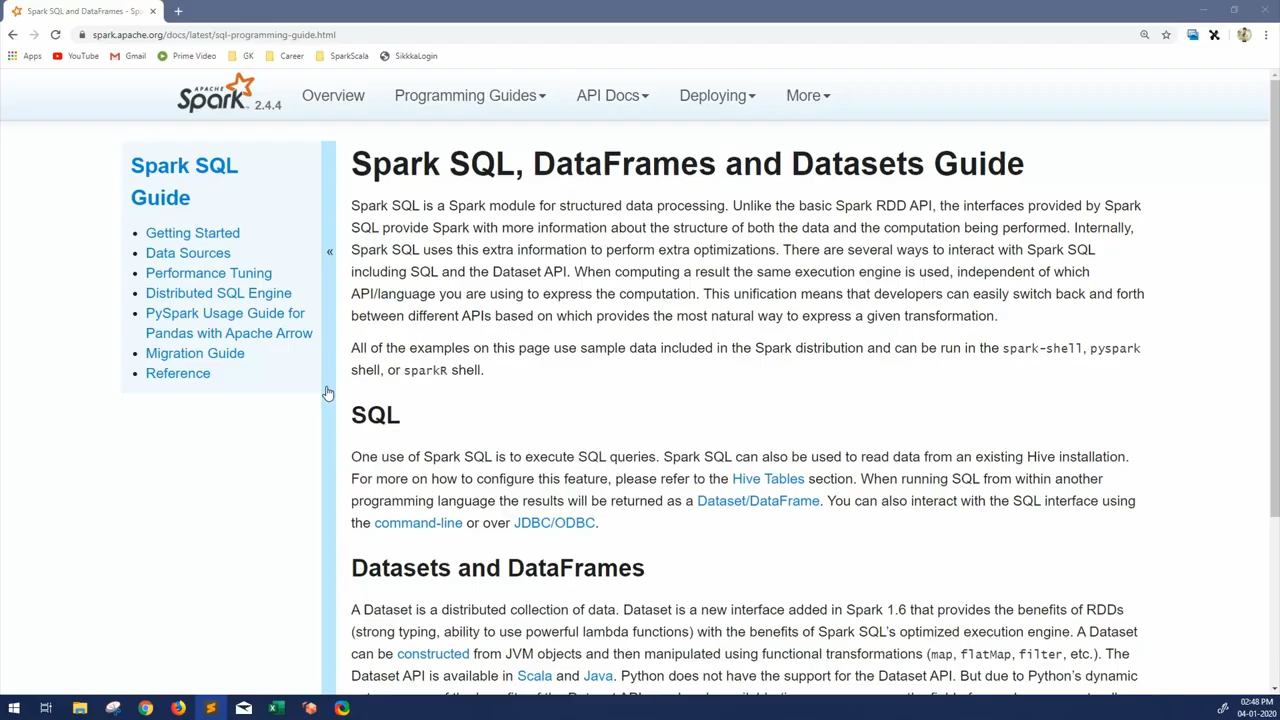 Spark SQL and DataFrames - Spa
spark.apache.org/docs/latest/sql-programming-guide.html
Apps YouTube Gmail Prime Video GK Career SparkScala SikkkaLogin
APACHE Spark 2.4.4 Overview Programming Guides API Docs Deploying More
Spark SQL
Guide
Getting Started
Data Sources
Performance Tuning
Distributed SQL Engine
PySpark Usage Guide for
Pandas with Apache Arrow
Migration Guide
Reference
«
Spark SQL, DataFrames and Datasets Guide
Spark SQL is a Spark module for structured data processing. Unlike the basic Spark RDD API, the interfaces provided by Spark
SQL provide Spark with more information about the structure of both the data and the computation being performed. Internally,
Spark SQL uses this extra information to perform extra optimizations. There are several ways to interact with Spark SQL
including SQL and the Dataset API. When computing a result the same execution engine is used, independent of which
API/language you are using to express the computation. This unification means that developers can easily switch back and forth
between different APIs based on which provides the most natural way to express a given transformation.
All of the examples on this page use sample data included in the Spark distribution and can be run in the spark-shell, pyspark
shell, or sparkR shell.
SQL
One use of Spark SQL is to execute SQL queries. Spark SQL can also be used to read data from an existing Hive installation.
For more on how to configure this feature, please refer to the Hive Tables section. When running SQL from within another
programming language the results will be returned as a Dataset/DataFrame. You can also interact with the SQL interface using
the command-line or over JDBC/ODBC.
Datasets and DataFrames
A Dataset is a distributed collection of data. Dataset is a new interface added in Spark 1.6 that provides the benefits of RDDs
(strong typing, ability to use powerful lambda functions) with the benefits of Spark SQL's optimized execution engine. A Dataset
can be constructed from JVM objects and then manipulated using functional transformations (map, flatMap, filter, etc.). The
Dataset API is available in Scala and Java. Python does not have the support for the Dataset API. But due to Python's dynamic
02:48 PM
04-01-2020